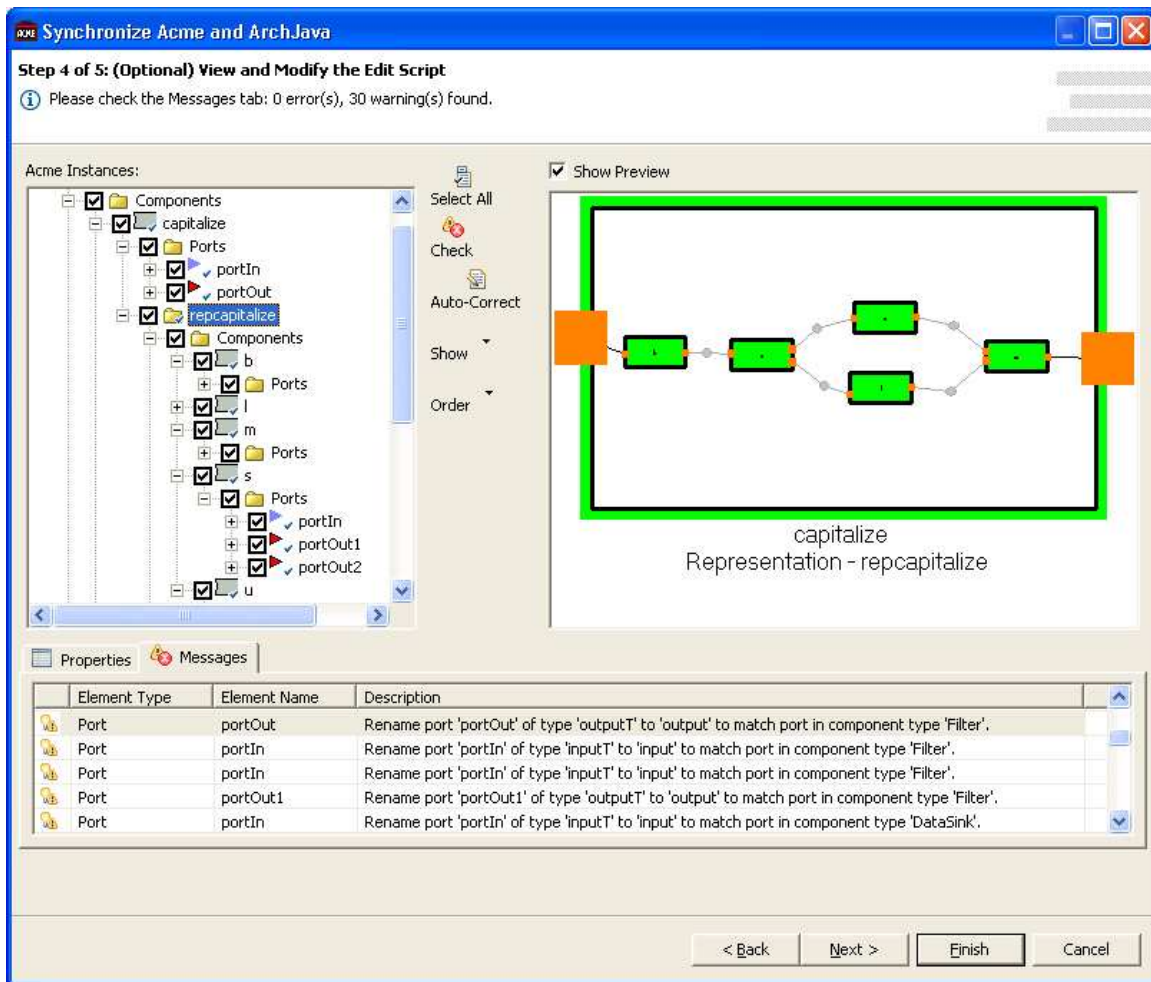 ACME Synchronize Acme and ArchJava
Step 4 of 5: (Optional) View and Modify the Edit Script
Please check the Messages tab: 0 error(s), 30 warning(s) found.
Acme Instances:
Components
capitalize
Ports
portIn
portOut
repcapitalize
Components
b
Ports
l
m
Ports
s
Ports
portIn
portOut1
portOut2
u
Select All
Check
Auto-Correct
Show
Order
Show Preview
capitalize
Representation - repcapitalize
Properties Messages
Element Type Element Name Description
Port portOut Rename port 'portOut' of type 'outputT' to 'output' to match port in component type 'Filter'.
Port portIn Rename port 'portIn' of type 'inputT' to 'input' to match port in component type 'Filter'.
Port portIn Rename port 'portIn' of type 'inputT' to 'input' to match port in component type 'Filter'.
Port portOut1 Rename port 'portOut1' of type 'outputT' to 'output' to match port in component type 'Filter'.
Port portIn Rename port 'portIn' of type 'inputT' to 'input' to match port in component type 'DataSink'.
< Back Next > Finish Cancel